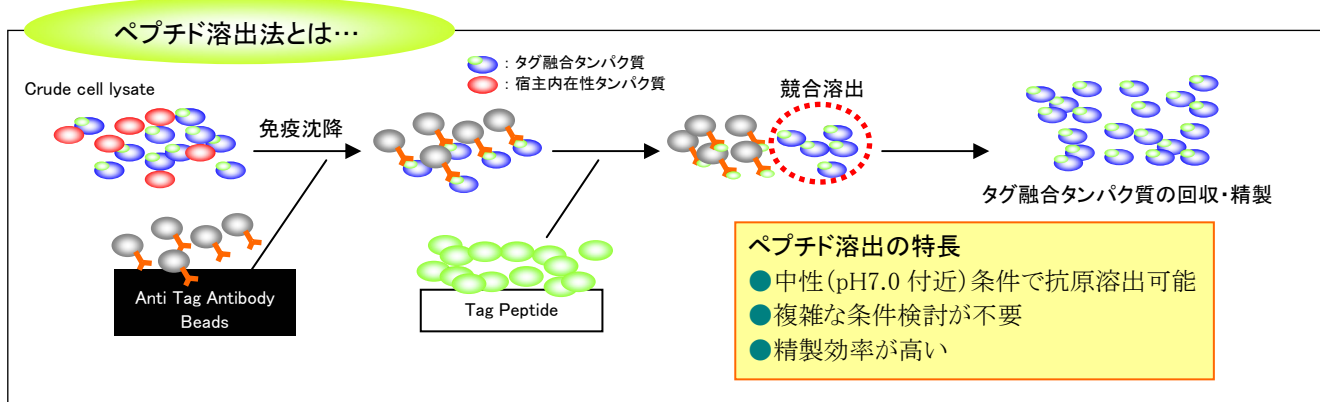 ペプチド溶出法とは…
：タグ融合タンパク質
：宿主内在性タンパク質
Crude cell lysate
免疫沈降
競合溶出
タグ融合タンパク質の回収・精製
Anti Tag Antibody
Beads
Tag Peptide
ペプチド溶出の特長
●中性（pH7.0 付近）条件で抗原溶出可能
●複雑な条件検討が不要
●精製効率が高い